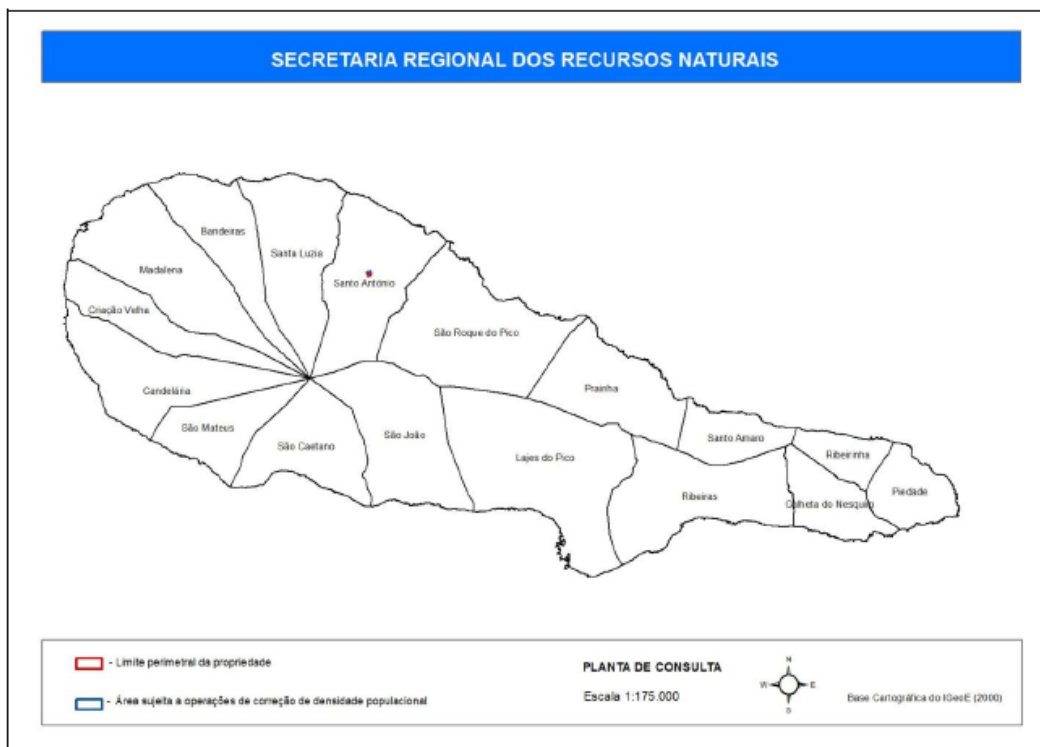 SECRETARIA REGIONAL DOS RECURSOS NATURAIS
Bandeiras
Santa Luzia
Madalena
Santo António
Criação Velha
São Roque do Pico
Candelária
Prainha
São Mateus
São Caetano
São João
Santo Amaro
Lajes do Pico
Ribeirinha
Ribeiras
Piedade
Calheta do Nesquim
- Limite perimetral da propriedade
- Área sujeita a operações de correção de densidade populacional
PLANTA DE CONSULTA
Escala 1:175.000
N
W
E
S
Base Cartográfica do IGeoE (2000)